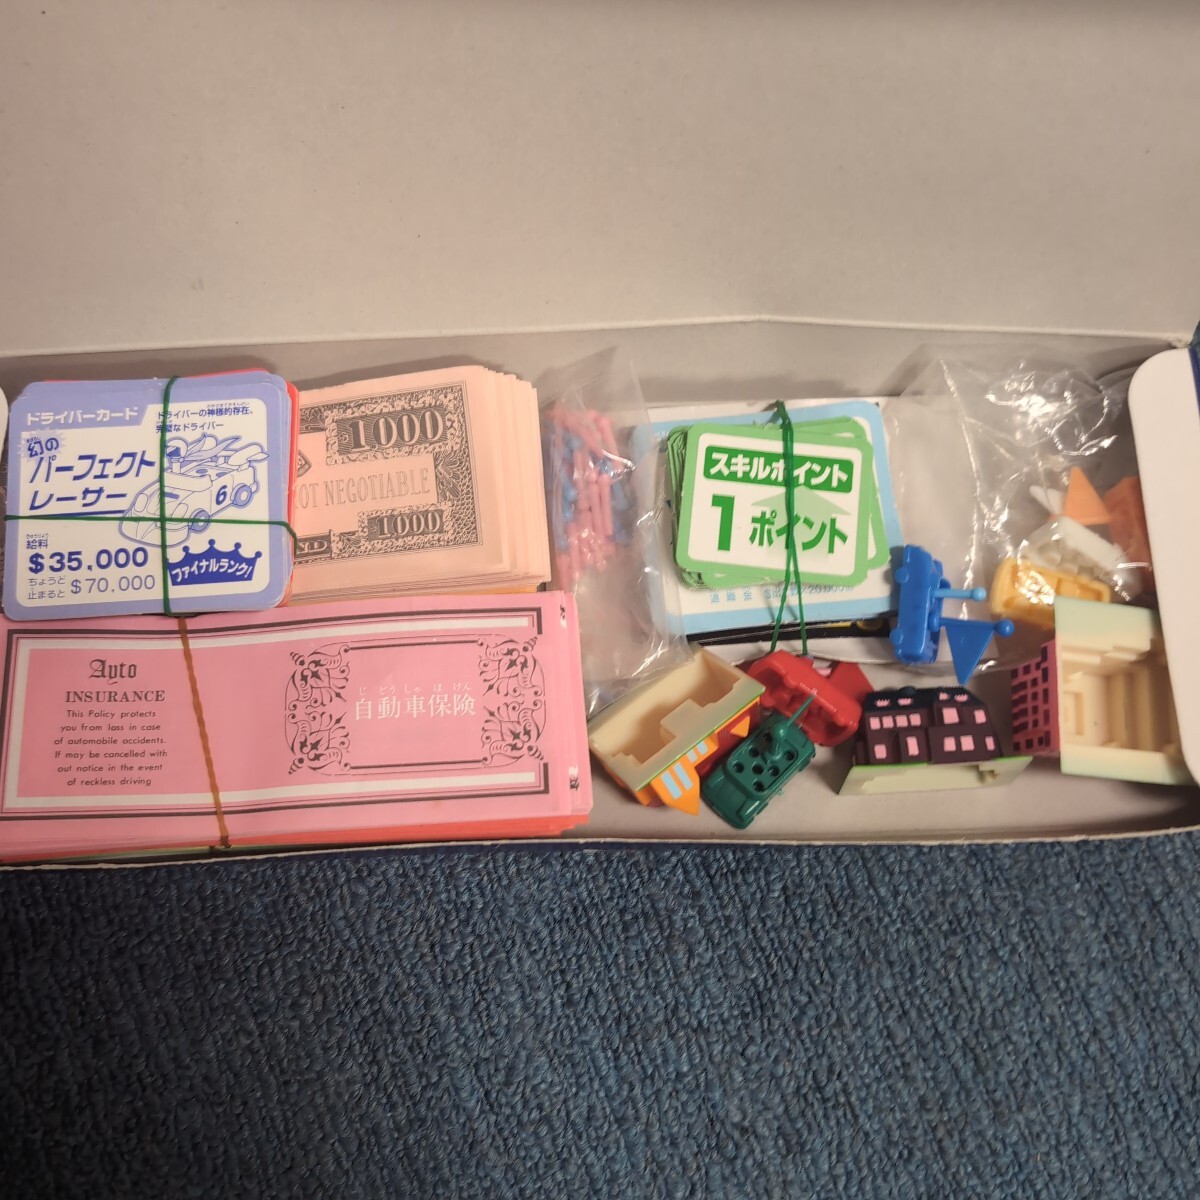 ドライバーカード
ドライバーの神様的存在、
完璧なドライバー
幻の
パーフェクト
レーサー
6
給料
$35,000
ちょうど
止まると $70,000
ファイナルランク!
1000
NOT NEGOTIABLE
1000
スキルポイント
1ポイント
退職金
Auto
INSURANCE
This Policy protects
you from loss in case
of automobile accidents.
If may be cancelled with
out notice in the event
of reckless driving
じどうしゃほけん
自動車保険